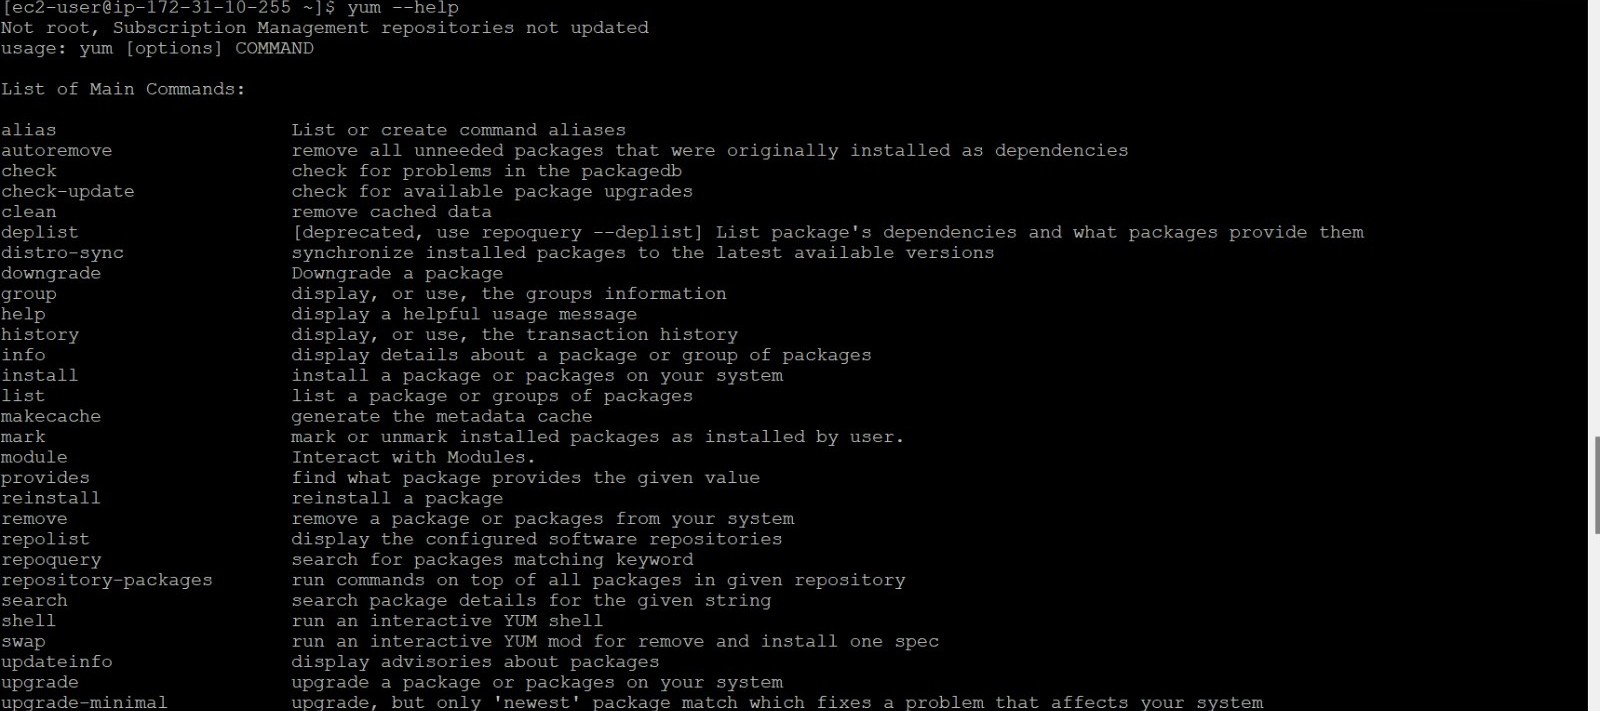 [ec2-user@ip-172-31-10-255 ~]$ yum --help
Not root, Subscription Management repositories not updated
usage: yum [options] COMMAND
List of Main Commands:
alias                     List or create command aliases
autoremove                remove all unneeded packages that were originally installed as dependencies
check                     check for problems in the packagedb
check-update              check for available package upgrades
clean                     remove cached data
deplist                   [deprecated, use repoquery --deplist] List package's dependencies and what packages provide them
distro-sync               synchronize installed packages to the latest available versions
downgrade                 Downgrade a package
group                     display, or use, the groups information
help                      display a helpful usage message
history                   display, or use, the transaction history
info                      display details about a package or group of packages
install                   install a package or packages on your system
list                      list a package or groups of packages
makecache                 generate the metadata cache
mark                      mark or unmark installed packages as installed by user.
module                    Interact with Modules.
provides                  find what package provides the given value
reinstall                 reinstall a package
remove                    remove a package or packages from your system
repolist                  display the configured software repositories
repoquery                 search for packages matching keyword
repository-packages       run commands on top of all packages in given repository
search                    search package details for the given string
shell                     run an interactive YUM shell
swap                      run an interactive YUM mod for remove and install one spec
updateinfo                display advisories about packages
upgrade                   upgrade a package or packages on your system
upgrade-minimal           upgrade, but only 'newest' package match which fixes a problem that affects your system